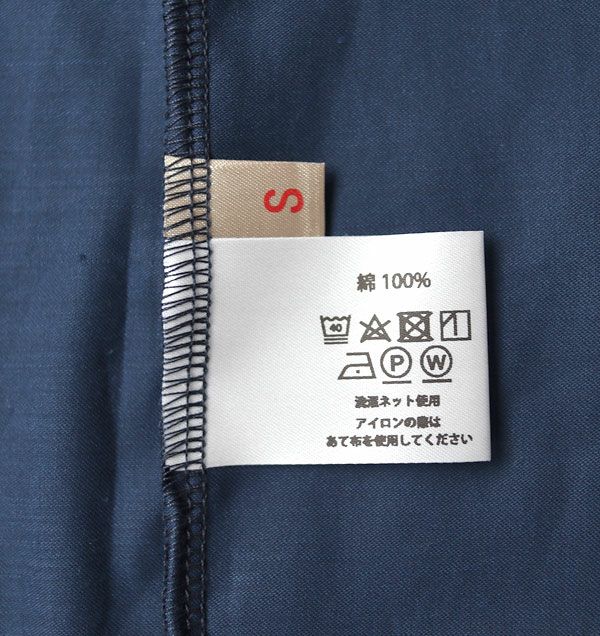 S
綿 100%
40
P W
洗濯ネット使用
アイロンの際は
あて布を使用してください